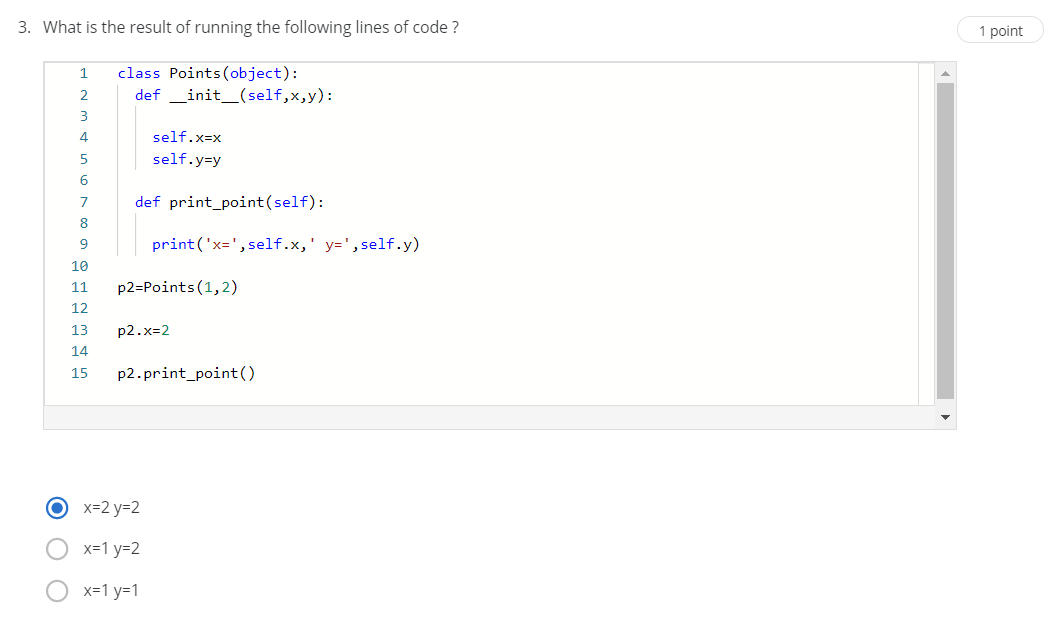 3. What is the result of running the following lines of code ?
1 point
1 class Points(object):
2 def __init__(self,x,y):
3
4 self.x=x
5 self.y=y
6
7 def print_point(self):
8
9 print('x=',self.x,' y=',self.y)
10
11 p2=Points(1,2)
12
13 p2.x=2
14
15 p2.print_point()
x=2 y=2
x=1 y=2
x=1 y=1